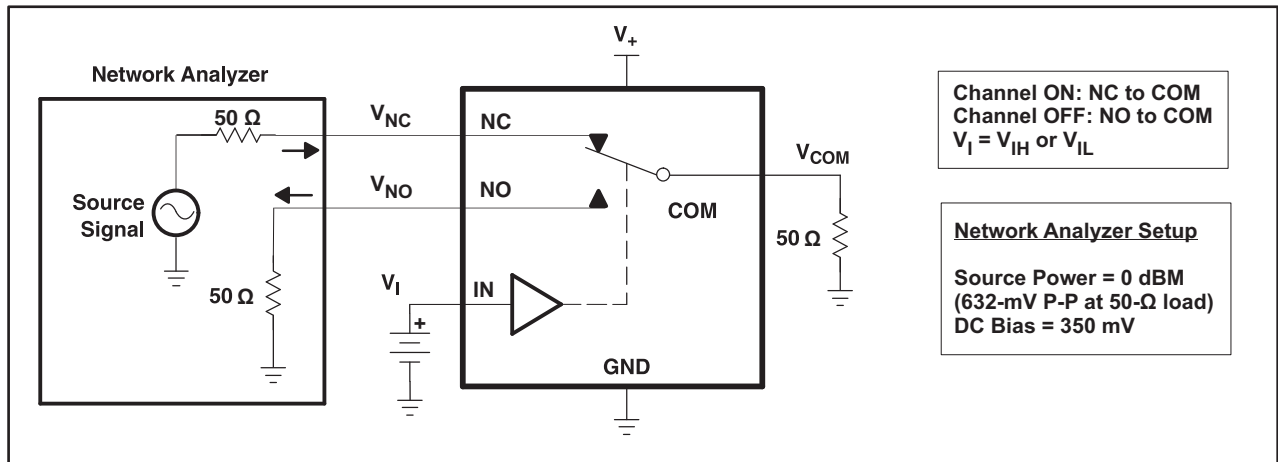 V+
Network Analyzer
50 Ω
VNC
NC
Channel ON: NC to COM
Channel OFF: NO to COM
VI = VIH or VIL
VCOM
VNO
NO
COM
Source
Signal
50 Ω
50 Ω
VI
IN
+
GND
Network Analyzer Setup
Source Power = 0 dBM
(632-mV P-P at 50-Ω load)
DC Bias = 350 mV